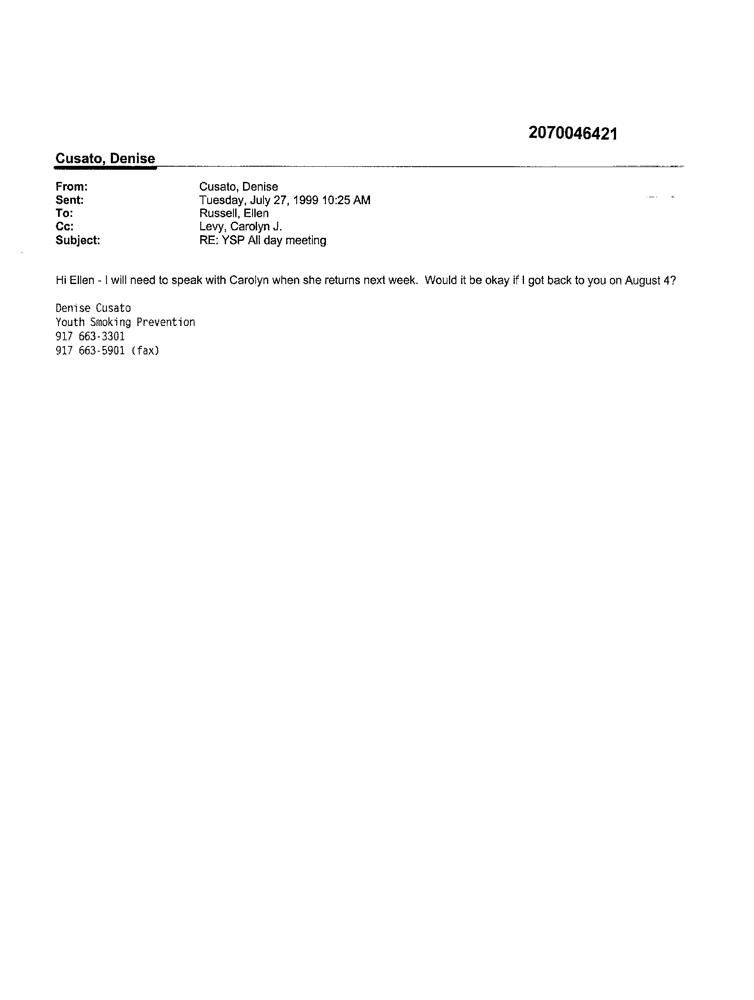 2070046421
Cusato, Denise
From: Cusato, Denise
Sent: Tuesday, July 27, 1999 10:25 AM
To: Russell, Ellen
Cc: Levy, Carolyn J.
Subject: RE: YSP All day meeting
Hi Ellen - I will need to speak with Carolyn when she returns next week. Would it be okay if I got back to you on August 4?
Denise Cusato
Youth Smoking Prevention
917 663-3301
917 663-5901 (fax)